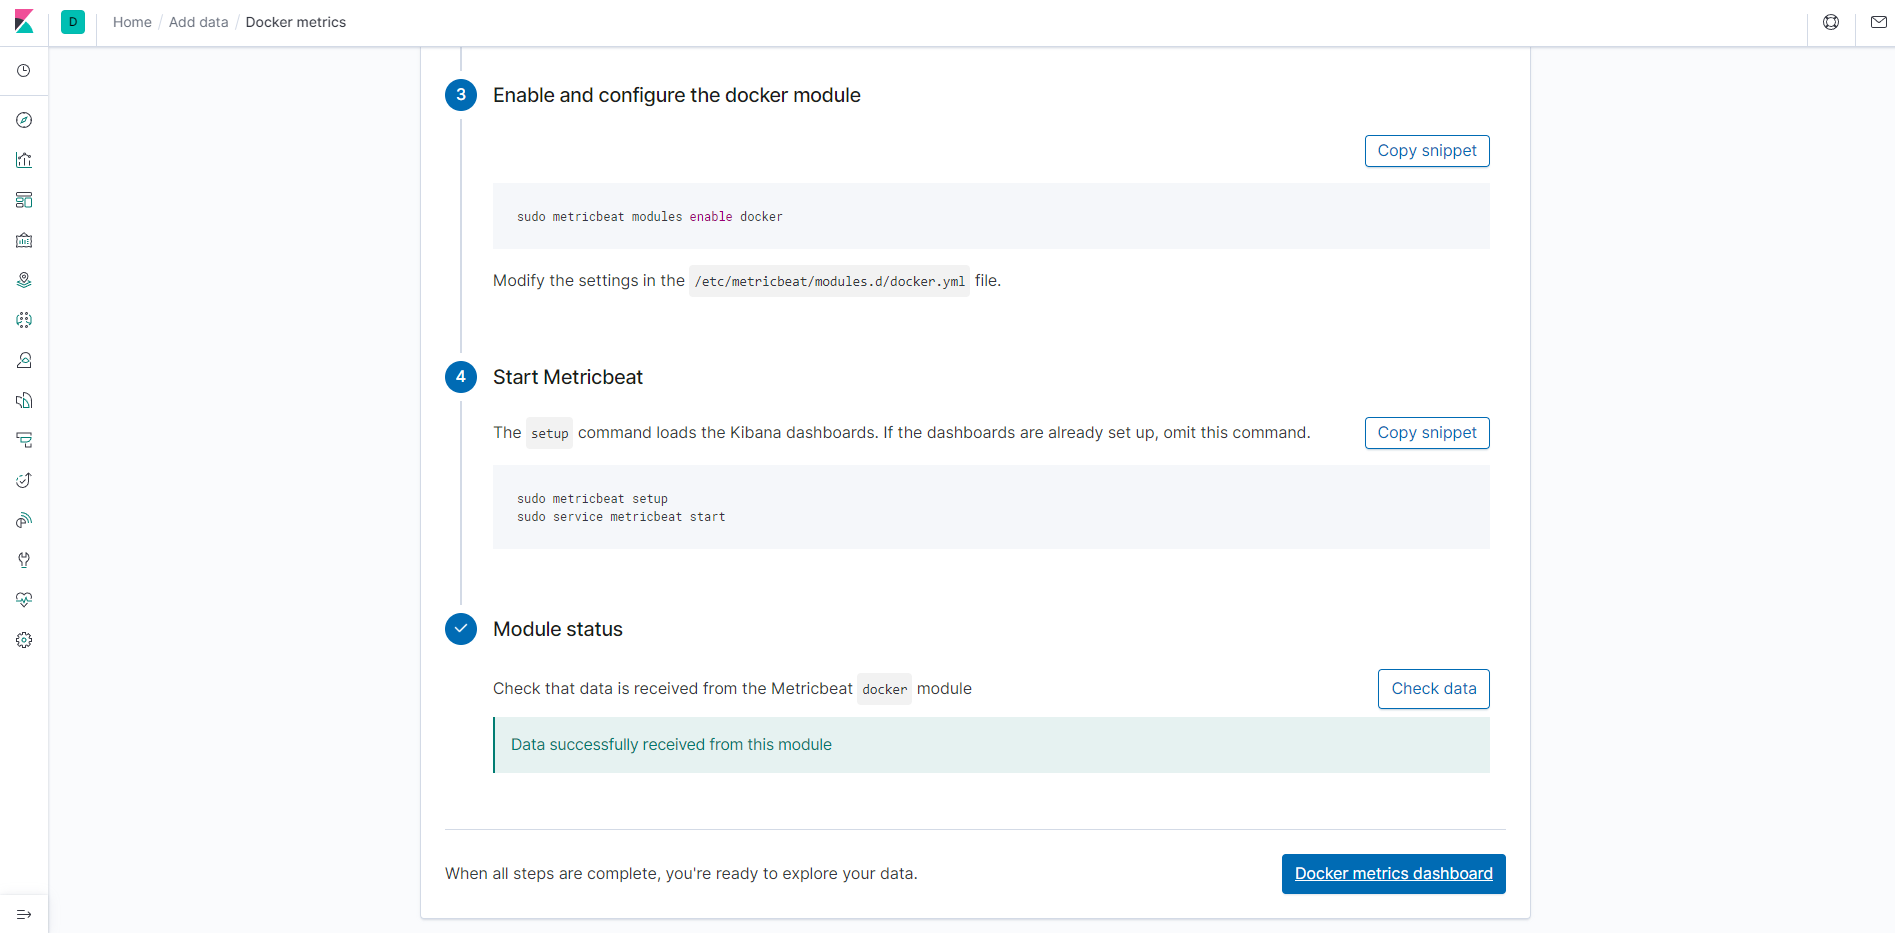 D
Home / Add data / Docker metrics
3
Enable and configure the docker module
Copy snippet
sudo metricbeat modules enable docker
Modify the settings in the /etc/metricbeat/modules.d/docker.yml file.
4
Start Metricbeat
The setup command loads the Kibana dashboards. If the dashboards are already set up, omit this command.
Copy snippet
sudo metricbeat setup
sudo service metricbeat start
Module status
Check that data is received from the Metricbeat docker module
Check data
Data successfully received from this module
When all steps are complete, you're ready to explore your data.
Docker metrics dashboard